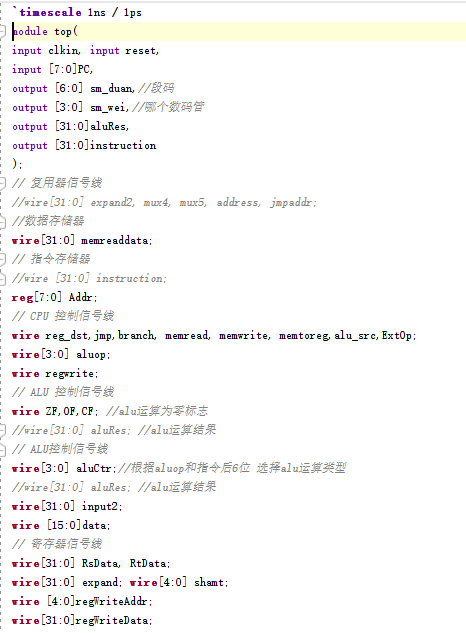 `timescale 1ns / 1ps
module top(
input clkin, input reset,
input [7:0]PC,
output [6:0] sm_duan,//段码
output [3:0] sm_wei,//哪个数码管
output [31:0]aluRes,
output [31:0]instruction
);
// 复用器信号线
//wire[31:0] expand2, mux4, mux5, address, jmpaddr;
//数据存储器
wire[31:0] memreaddata;
// 指令存储器
//wire [31:0] instruction;
reg[7:0] Addr;
// CPU 控制信号线
wire reg_dst,jmp,branch, memread, memwrite, memtoreg,alu_src,ExtOp;
wire[3:0] aluop;
wire regwrite;
// ALU 控制信号线
wire ZF,OF,CF; //alu运算为零标志
//wire[31:0] aluRes; //alu运算结果
// ALU控制信号线
wire[3:0] aluCtr;//根据aluop和指令后6位 选择alu运算类型
//wire[31:0] aluRes; //alu运算结果
wire[31:0] input2;
wire [15:0]data;
// 寄存器信号线
wire[31:0] RsData, RtData;
wire[31:0] expand; wire[4:0] shamt;
wire [4:0]regWriteAddr;
wire[31:0]regWriteData;